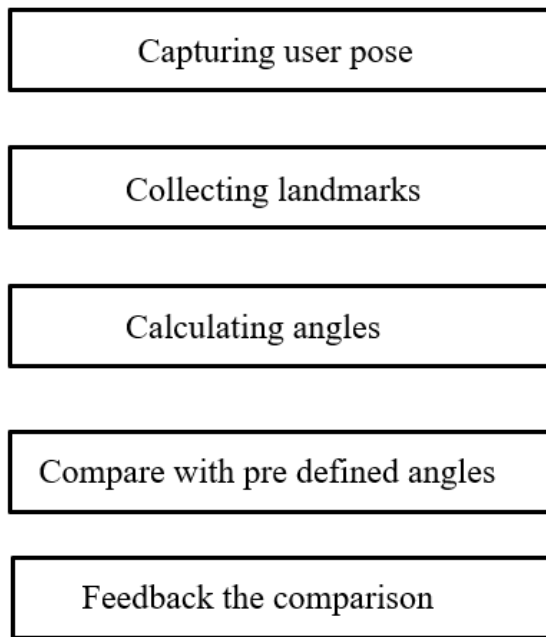 Capturing user pose
Collecting landmarks
Calculating angles
Compare with pre defined angles
Feedback the comparison